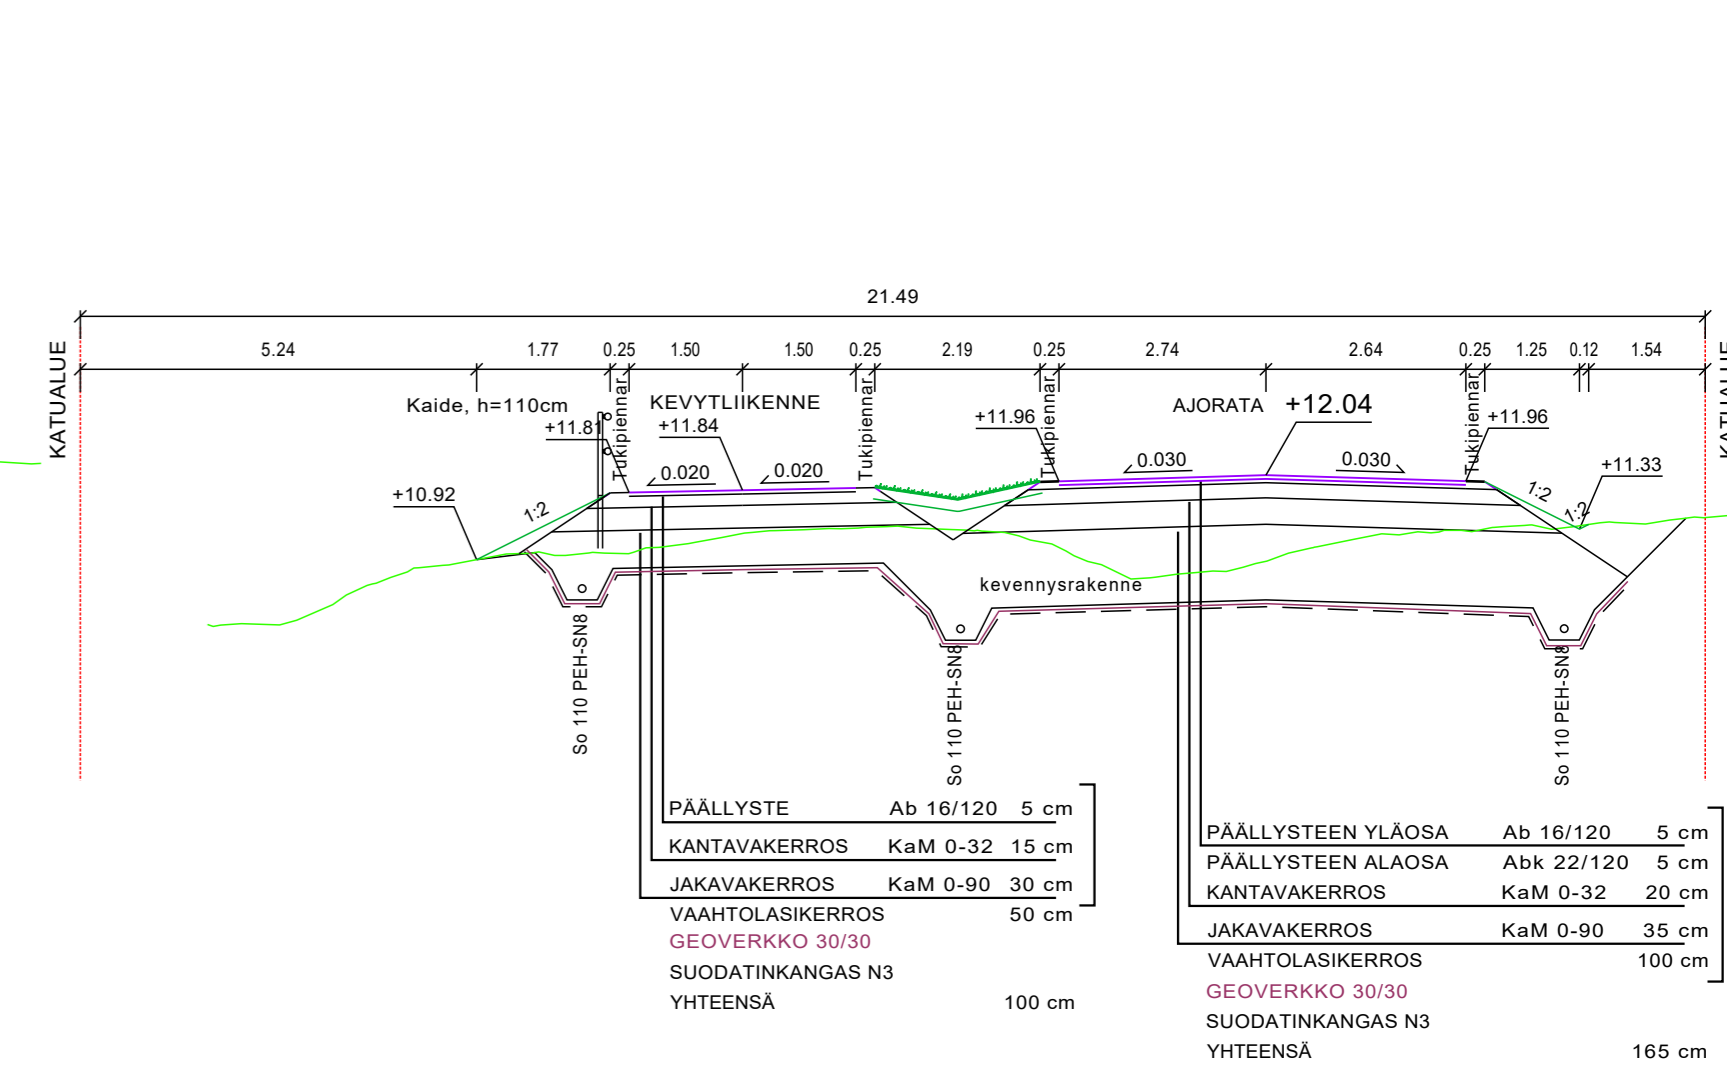 21.49
5.24 1.77 0.25 1.50 1.50 0.25 2.19 0.25 2.74 2.64 0.25 1.25 0.12 1.54
KATUALUE
KATUALUE
Kaide, h=110cm
KEVYTLIIKENNE
AJORATA +12.04
Tukipiennar
Tukipiennar
Tukipiennar
Tukipiennar
+11.81
+11.84
+11.96
+11.96
0.020
0.020
0.030
0.030
+11.33
+10.92
1:2
1:2
1:2
kevennysrakenne
So 110 PEH-SN8
So 110 PEH-SN8
So 110 PEH-SN8
PÄÄLLYSTE Ab 16/120 5 cm
KANTAVAKERROS KaM 0-32 15 cm
JAKAVAKERROS KaM 0-90 30 cm
VAAHTOLASIKERROS 50 cm
GEOVERKKO 30/30
SUODATINKANGAS N3
YHTEENSÄ 100 cm
PÄÄLLYSTEEN YLÄOSA Ab 16/120 5 cm
PÄÄLLYSTEEN ALAOSA Abk 22/120 5 cm
KANTAVAKERROS KaM 0-32 20 cm
JAKAVAKERROS KaM 0-90 35 cm
VAAHTOLASIKERROS 100 cm
GEOVERKKO 30/30
SUODATINKANGAS N3
YHTEENSÄ 165 cm